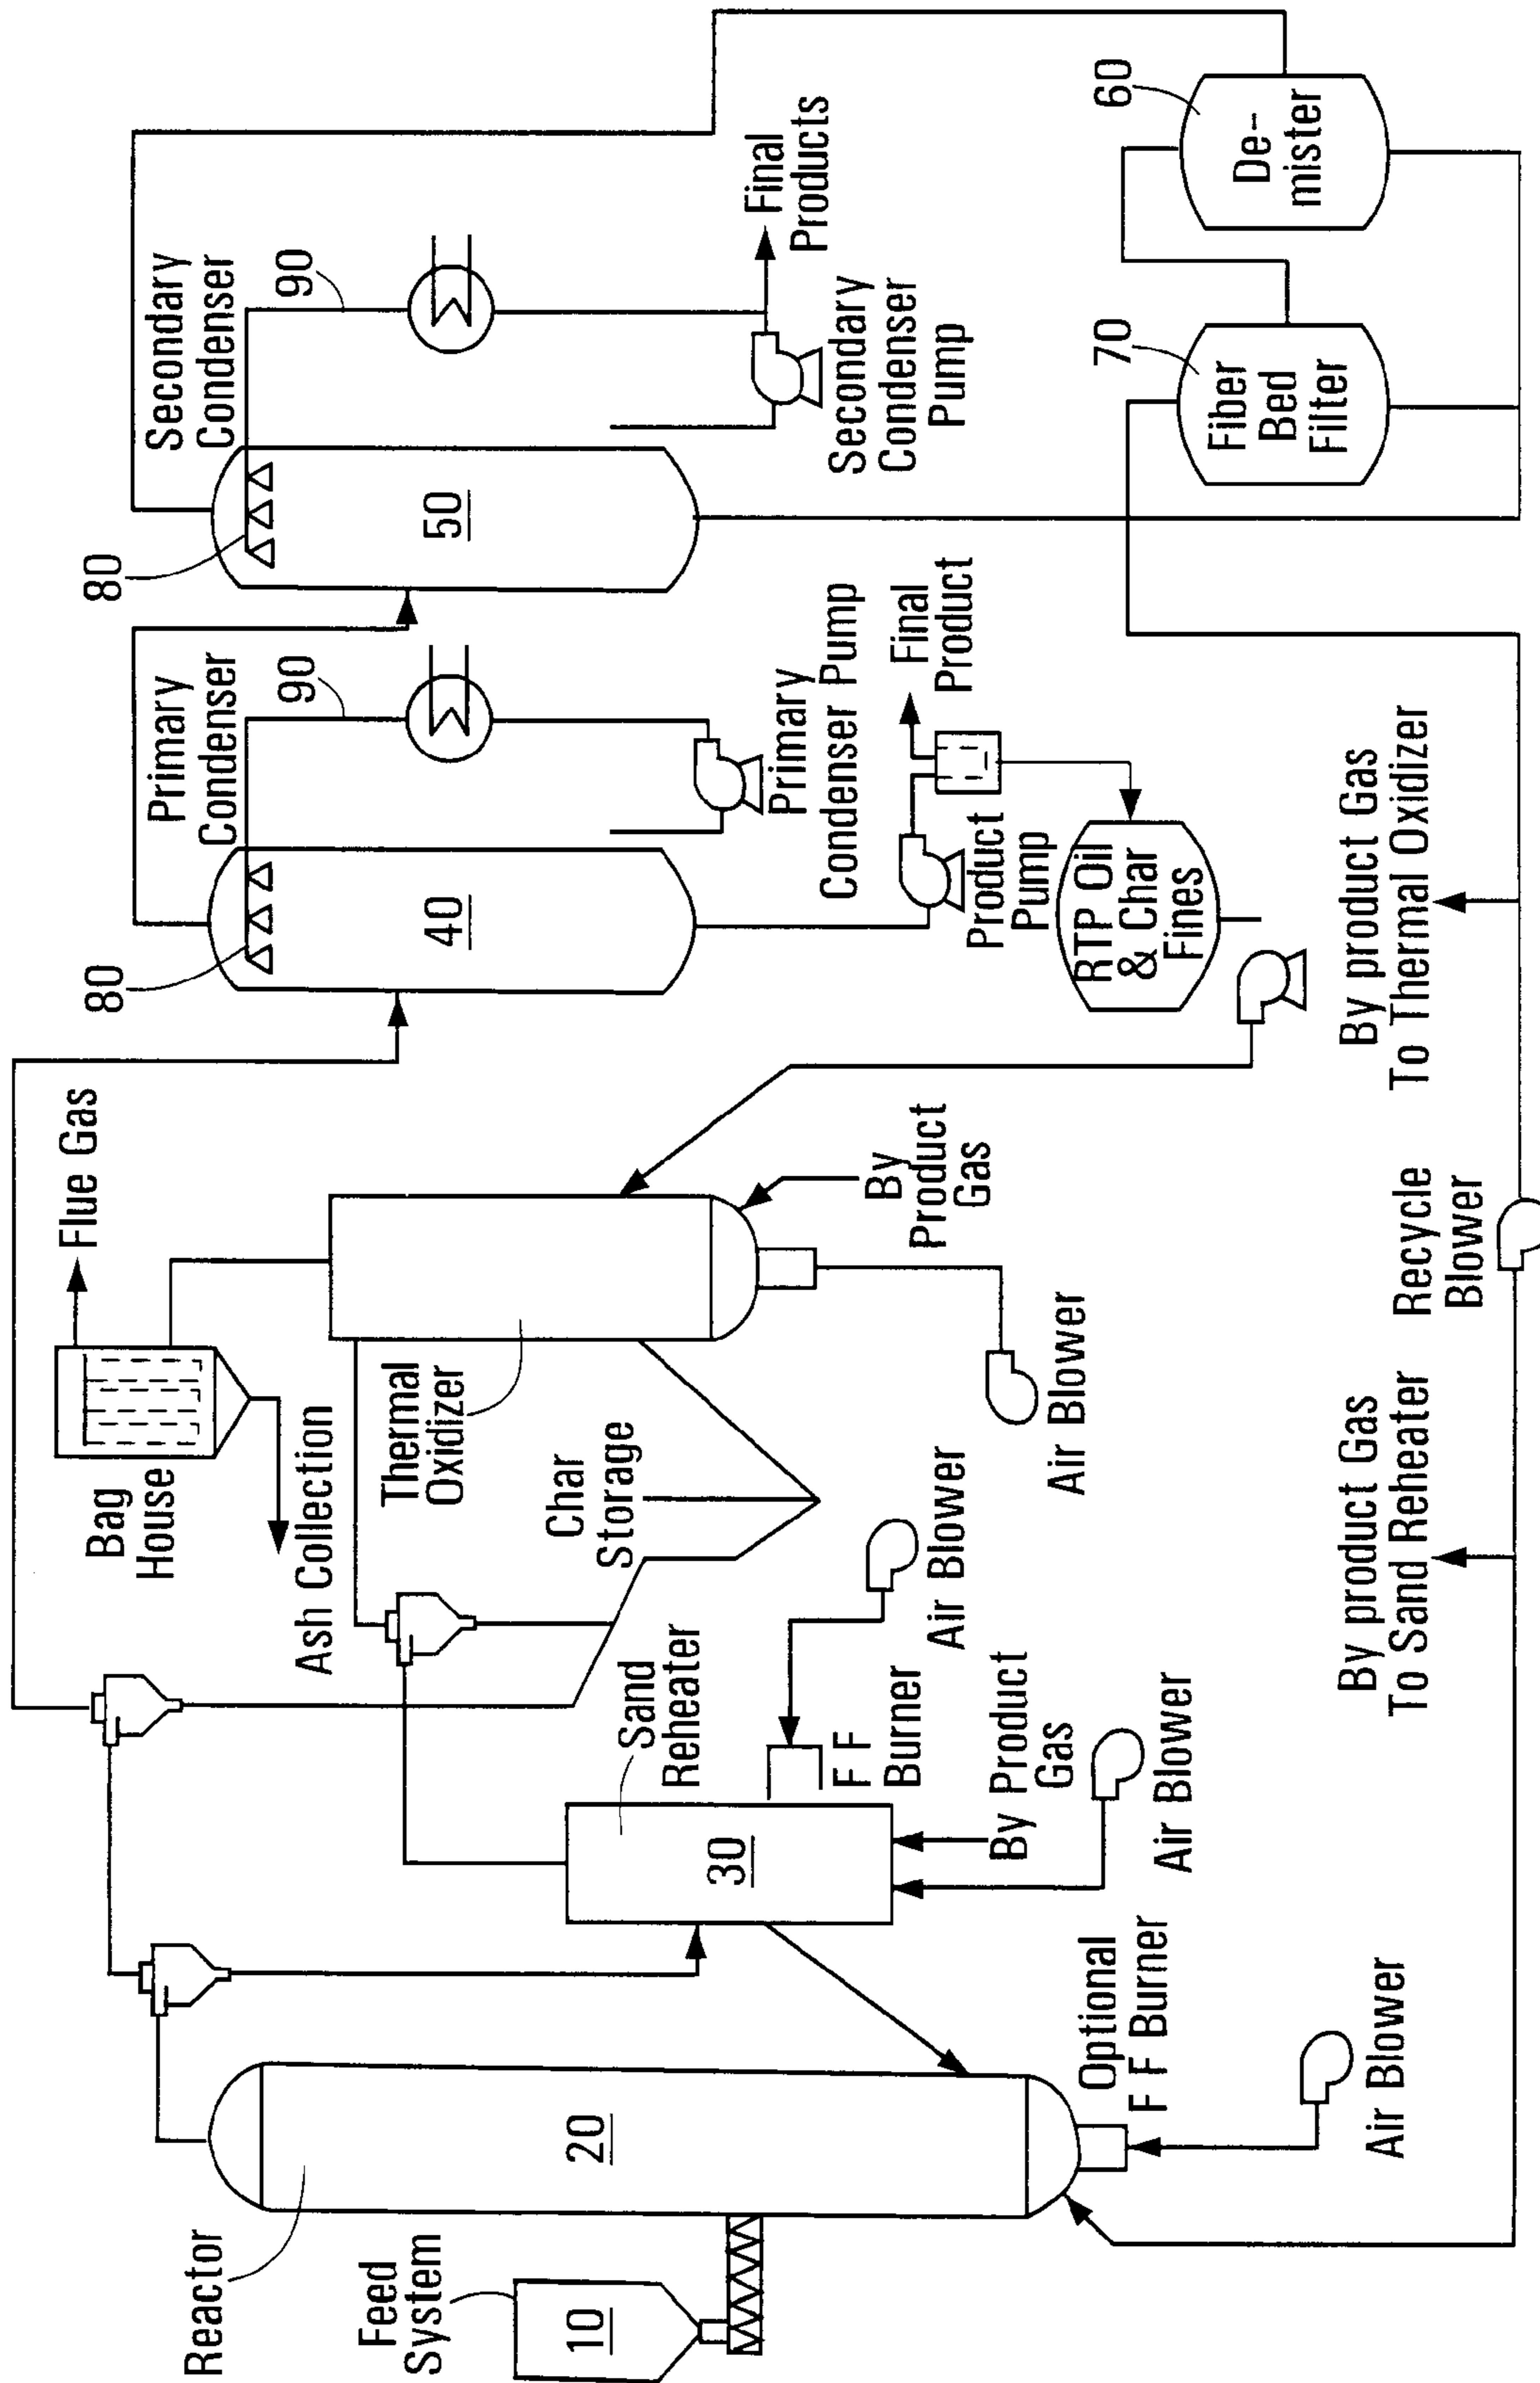 Reactor
Feed
System
10
20
Optional
F F Burner
Air Blower
Sand
Reheater
30
F F
Burner
Air Blower
By Product
Gas
Air Blower
Bag
House
Flue Gas
Ash Collection
Thermal
Oxidizer
Char
Storage
Air Blower
By
Product
Gas
Primary
Condenser
80
90
40
Primary
Condenser Pump
Product
Pump
Final
Product
RTP Oil
& Char
Fines
Secondary
Condenser
80
90
50
Final
Products
Secondary
Condenser
Pump
60
De-
mister
70
Fiber
Bed
Filter
By product Gas
To Thermal Oxidizer
Recycle
Blower
By product Gas
To Sand Reheater